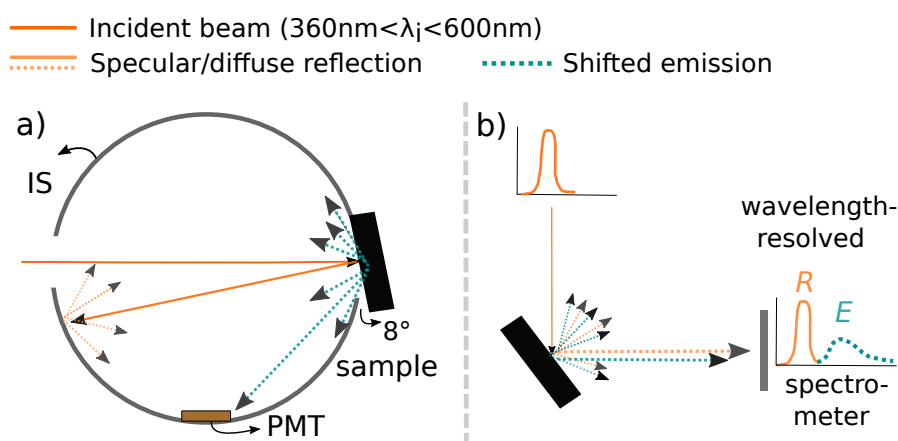 Incident beam (360nm<λi<600nm)
Specular/diffuse reflection
Shifted emission
a)
IS
8°
sample
PMT
b)
wavelength-
resolved
R
E
spectro-
meter